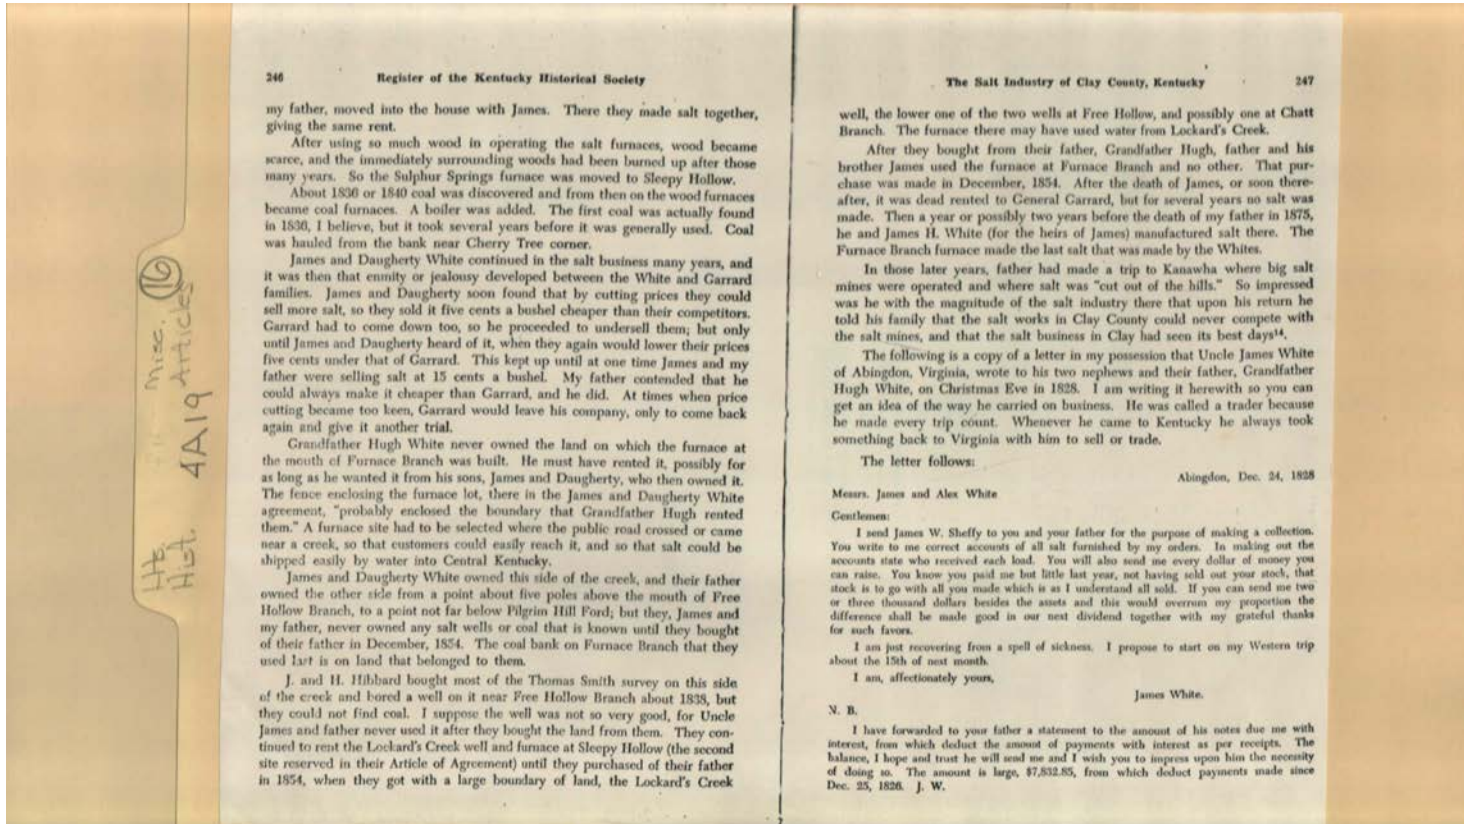 246 Register of the Kentucky Historical Society
my father, moved into the house with James. There they made salt together,
giving the same rent.
After using so much wood in operating the salt furnaces, wood became
scarce, and the immediately surrounding woods had been burned up after those
many years. So the Sulphur Springs furnace was moved to Sleepy Hollow.
About 1836 or 1840 coal was discovered and from then on the wood furnaces
became coal furnaces. A boiler was added. The first coal was actually found
in 1836, I believe, but it took several years before it was generally used. Coal
was hauled from the bank near Cherry Tree corner.
James and Daugherty White continued in the salt business many years, and
it was then that enmity or jealousy developed between the White and Garrard
families. James and Daugherty soon found that by cutting prices they could
sell more salt, so they sold it five cents a bushel cheaper than their competitors.
Garrard had to come down too, so he proceeded to undersell them; but only
until James and Daugherty heard of it, when they again would lower their prices
five cents under that of Garrard. This kept up until at one time James and my
father were selling salt at 15 cents a bushel. My father contended that he
could always make it cheaper than Garrard, and he did. At times when price
cutting became too keen, Garrard would leave his company, only to come back
again and give it another trial.
Grandfather Hugh White never owned the land on which the furnace at
the mouth of Furnace Branch was built. He must have rented it, possibly for
as long as he wanted it from his sons, James and Daugherty, who then owned it.
The fence enclosing the furnace lot, there in the James and Daugherty White
agreement, "probably enclosed the boundary that Grandfather Hugh rented
them." A furnace site had to be selected where the public road crossed or came
near a creek, so that customers could easily reach it, and so that salt could be
shipped easily by water into Central Kentucky.
James and Daugherty White owned this side of the creek, and their father
owned the other side from a point about five poles above the mouth of Free
Hollow Branch, to a point not far below Pilgrim Hill Ford; but they, James and
my father, never owned any salt wells or coal that is known until they bought
of their father in December, 1854. The coal bank on Furnace Branch that they
used last is on land that belonged to them.
J. and H. Hibbard bought most of the Thomas Smith survey on this side
of the creek and bored a well on it near Free Hollow Branch about 1838, but
they could not find coal. I suppose the well was not so very good, for Uncle
James and father never used it after they bought the land from them. They con-
tinued to rent the Lockard's Creek well and furnace at Sleepy Hollow (the second
site reserved in their Article of Agreement) until they purchased of their father
in 1854, when they got with a large boundary of land, the Lockard's Creek
The Salt Industry of Clay County, Kentucky 247
well, the lower one of the two wells at Free Hollow, and possibly one at Chatt
Branch. The furnace there may have used water from Lockard's Creek.
After they bought from their father, Grandfather Hugh, father and his
brother James used the furnace at Furnace Branch and no other. That pur-
chase was made in December, 1854. After the death of James, or soon there-
after, it was dead rented to General Garrard, but for several years no salt was
made. Then a year or possibly two years before the death of my father in 1875,
he and James H. White (for the heirs of James) manufactured salt there. The
Furnace Branch furnace made the last salt that was made by the Whites.
In those later years, father had made a trip to Kanawha where big salt
mines were operated and where salt was "cut out of the hills." So impressed
was he with the magnitude of the salt industry there that upon his return he
told his family that the salt works in Clay County could never compete with
the salt mines, and that the salt business in Clay had seen its best days¹⁴.
The following is a copy of a letter in my possession that Uncle James White
of Abingdon, Virginia, wrote to his two nephews and their father, Grandfather
Hugh White, on Christmas Eve in 1828. I am writing it herewith so you can
get an idea of the way he carried on business. He was called a trader because
he made every trip count. Whenever he came to Kentucky he always took
something back to Virginia with him to sell or trade.
The letter follows:
Abingdon, Dec. 24, 1828
Messrs. James and Alex White
Gentlemen:
I send James W. Sheffy to you and your father for the purpose of making a collection.
You write to me correct accounts of all salt furnished by my orders. In making out the
accounts state who received each load. You will also send me every dollar of money you
can raise. You know you paid me but little last year, not having sold out your stock, that
stock is to go with all you made which is as I understand all sold. If you can send me two
or three thousand dollars besides the assets and this would overrum my proportion the
difference shall be made good in our next dividend together with my grateful thanks
for such favors.
I am just recovering from a spell of sickness. I propose to start on my Western trip
about the 15th of next month.
I am, affectionately yours,
James White.
N. B.
I have forwarded to your father a statement to the amount of his notes due me with
interest, from which deduct the amount of payments with interest as per receipts. The
balance, I hope and trust he will send me and I wish you to impress upon him the necessity
of doing so. The amount is large, $7,832.85, from which deduct payments made since
Dec. 25, 1826. J. W.
Misc. 16
Hist. 4A19 Articles